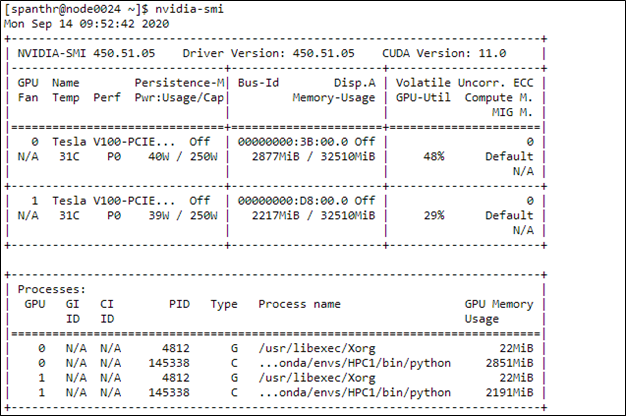 [spanthr@node0024 ~]$ nvidia-smi
Mon Sep 14 09:52:42 2020
+-----------------------------------------------------------------------------+
| NVIDIA-SMI 450.51.05    Driver Version: 450.51.05    CUDA Version: 11.0     |
|-------------------------------+----------------------+----------------------+
| GPU  Name        Persistence-M| Bus-Id        Disp.A | Volatile Uncorr. ECC |
| Fan  Temp  Perf  Pwr:Usage/Cap|         Memory-Usage | GPU-Util  Compute M. |
|                               |                      |               MIG M. |
|===============================+======================+======================|
|   0  Tesla V100-PCIE...  Off  | 00000000:3B:00.0 Off |                    0 |
| N/A   31C    P0    40W / 250W |   2877MiB / 32510MiB |     48%      Default |
|                               |                      |                  N/A |
+-------------------------------+----------------------+----------------------+
|   1  Tesla V100-PCIE...  Off  | 00000000:D8:00.0 Off |                    0 |
| N/A   31C    P0    39W / 250W |   2217MiB / 32510MiB |     29%      Default |
|                               |                      |                  N/A |
+-------------------------------+----------------------+----------------------+

+-----------------------------------------------------------------------------+
| Processes:                                                                  |
|  GPU   GI   CI        PID   Type   Process name                  GPU Memory |
|        ID   ID                                                   Usage      |
|=============================================================================|
|    0   N/A  N/A      4812      G   /usr/libexec/Xorg                  22MiB |
|    0   N/A  N/A    145338      C   ...onda/envs/HPC1/bin/python     2851MiB |
|    1   N/A  N/A      4812      G   /usr/libexec/Xorg                  22MiB |
|    1   N/A  N/A    145338      C   ...onda/envs/HPC1/bin/python     2191MiB |
+-----------------------------------------------------------------------------+